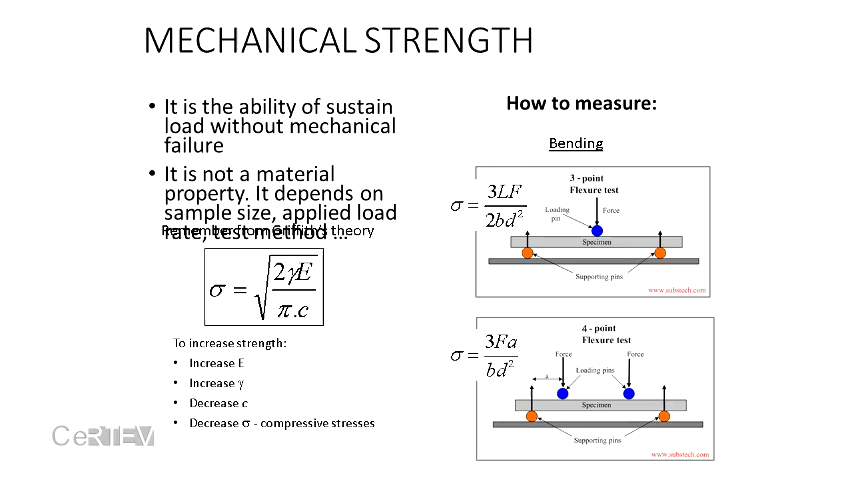 MECHANICAL STRENGTH
• It is the ability of sustain
load without mechanical
failure
• It is not a material
property. It depends on
sample size, applied load
rate, test method ...
Remember from Griffith's theory
σ = √(2γE / π.c)
To increase strength:
• Increase E
• Increase γ
• Decrease c
• Decrease σ - compressive stresses
CeRTEV
How to measure:
Bending
σ = 3LF / 2bd²
3 - point
Flexure test
Loading
pin
Force
Specimen
Supporting pins
www.substech.com
σ = 3Fa / bd²
4 - point
Flexure test
Force Force
a
Loading pins
Specimen
Supporting pins
www.substech.com